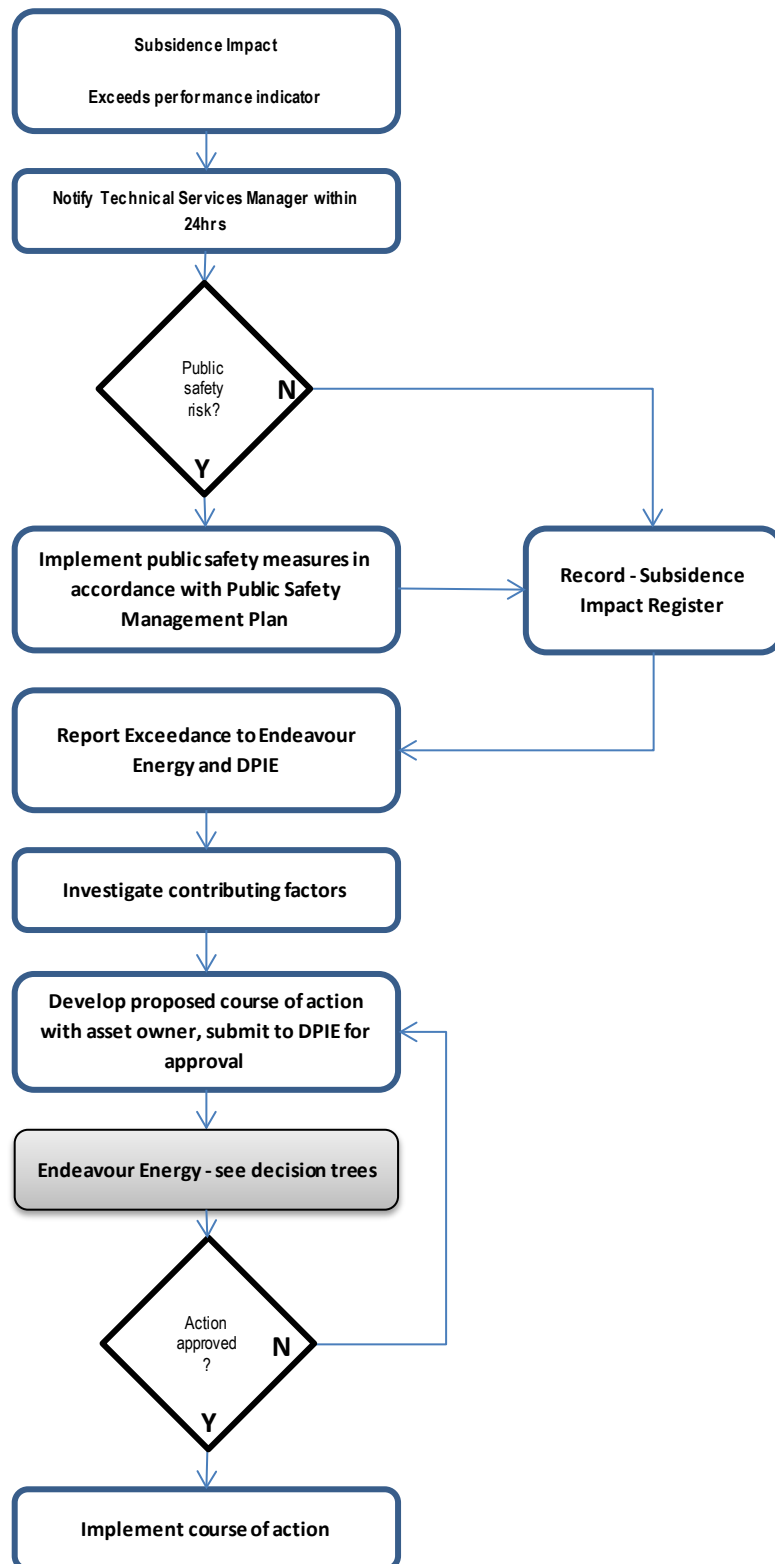 Subsidence Impact
Exceeds performance indicator
Notify Technical Services Manager within
24hrs
Public
safety
risk?
N
Y
Implement public safety measures in
accordance with Public Safety
Management Plan
Record - Subsidence
Impact Register
Report Exceedance to Endeavour
Energy and DPIE
Investigate contributing factors
Develop proposed course of action
with asset owner, submit to DPIE for
approval
Endeavour Energy - see decision trees
Action
approved
?
N
Y
Implement course of action